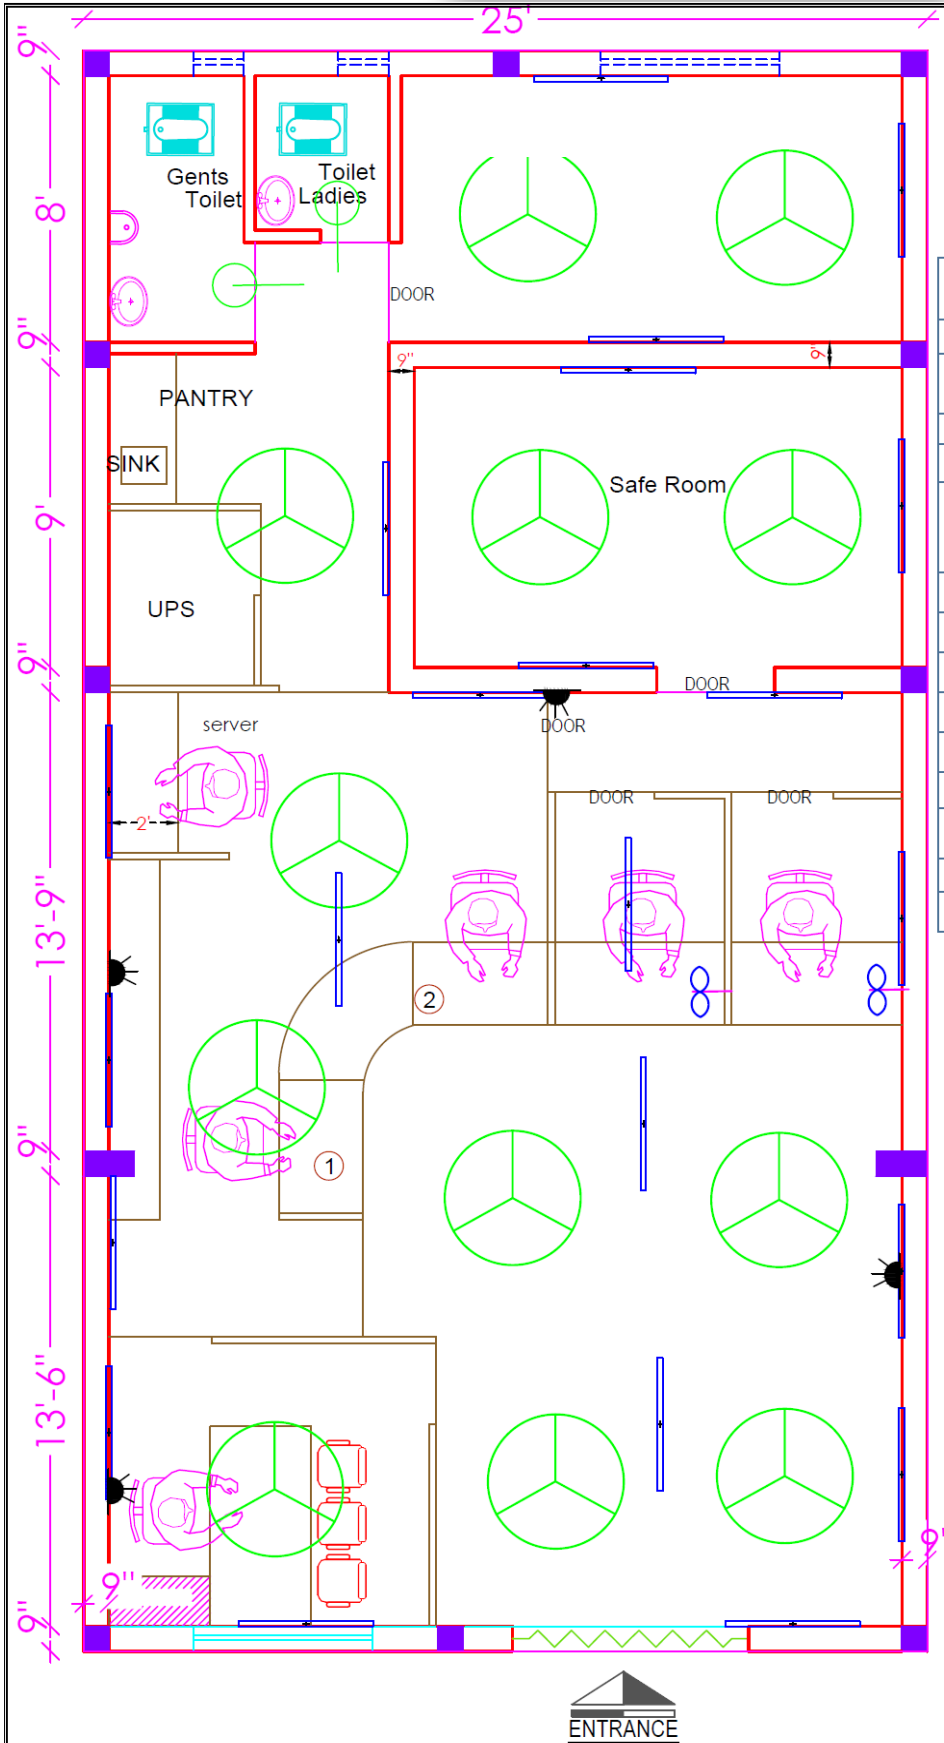 25'
9"
8'
Gents
Toilet
Toilet
Ladies
DOOR
9"
9"
9"
PANTRY
SINK
Safe Room
9'
UPS
9"
DOOR
server
DOOR
DOOR
DOOR
2'
13'-9"
2
9"
1
13'-6"
9"
9"
9"
ENTRANCE